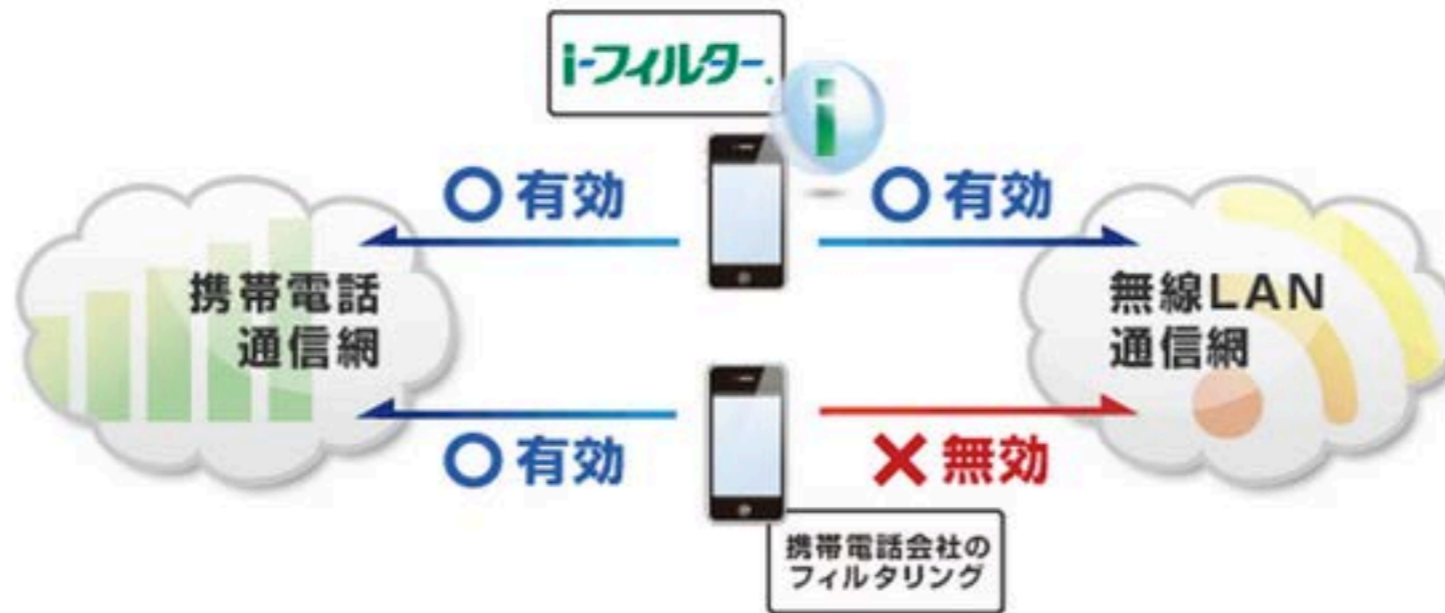 i-フィルター.
i
○有効
○有効
携帯電話
通信網
無線LAN
通信網
○有効
×無効
携帯電話会社の
フィルタリング